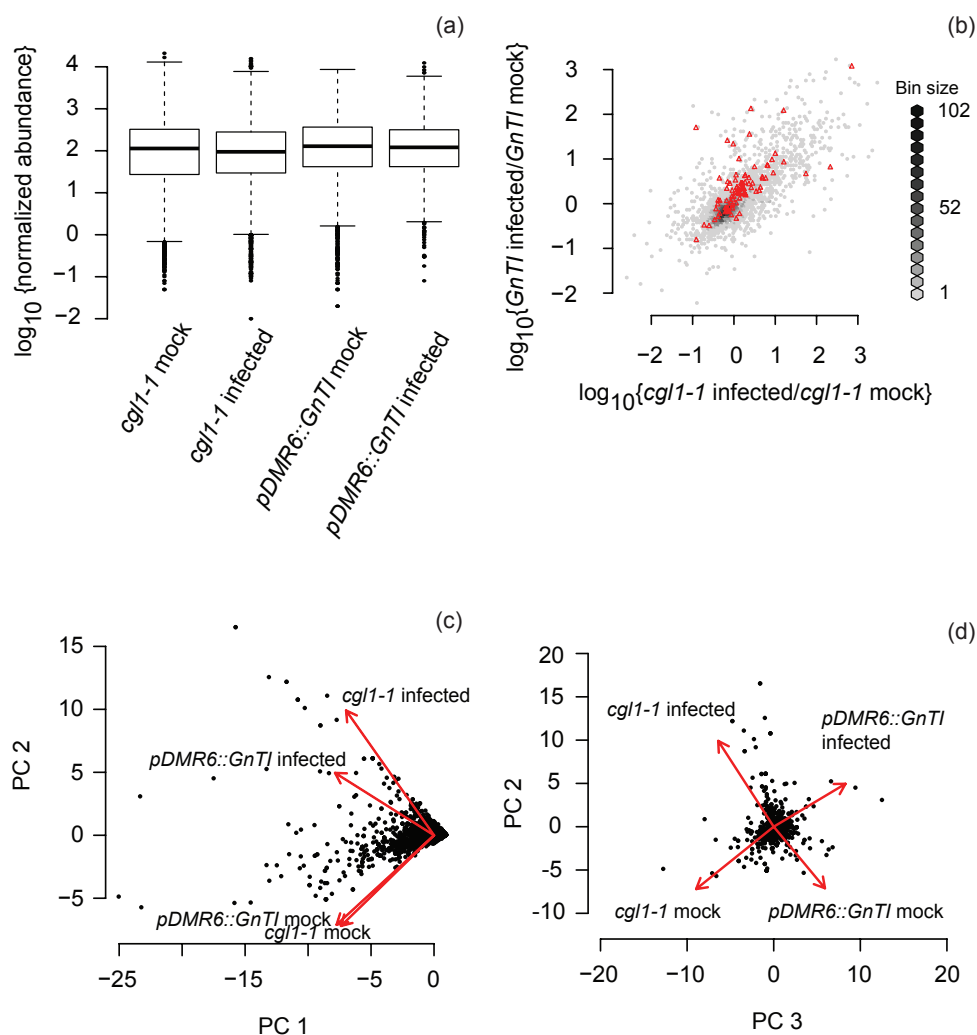 (a)
log10{normalized abundance}
4
3
2
1
0
−1
−2
cgl1-1 mock
cgl1-1 infected
pDMR6::GnTI mock
pDMR6::GnTI infected
(b)
log10{GnTI infected/GnTI mock}
3
2
1
0
−1
−2
−2 −1 0 1 2 3
log10{cgl1-1 infected/cgl1-1 mock}
Bin size
102
52
1
(c)
PC 2
15
10
5
0
−5
cgl1-1 infected
pDMR6::GnTI infected
pDMR6::GnTI mock
cgl1-1 mock
−25 −15 −5 0
PC 1
(d)
PC 2
20
15
10
5
0
-5
-10
cgl1-1 infected
pDMR6::GnTI
infected
cgl1-1 mock
pDMR6::GnTI mock
−20 −10 0 10 20
PC 3